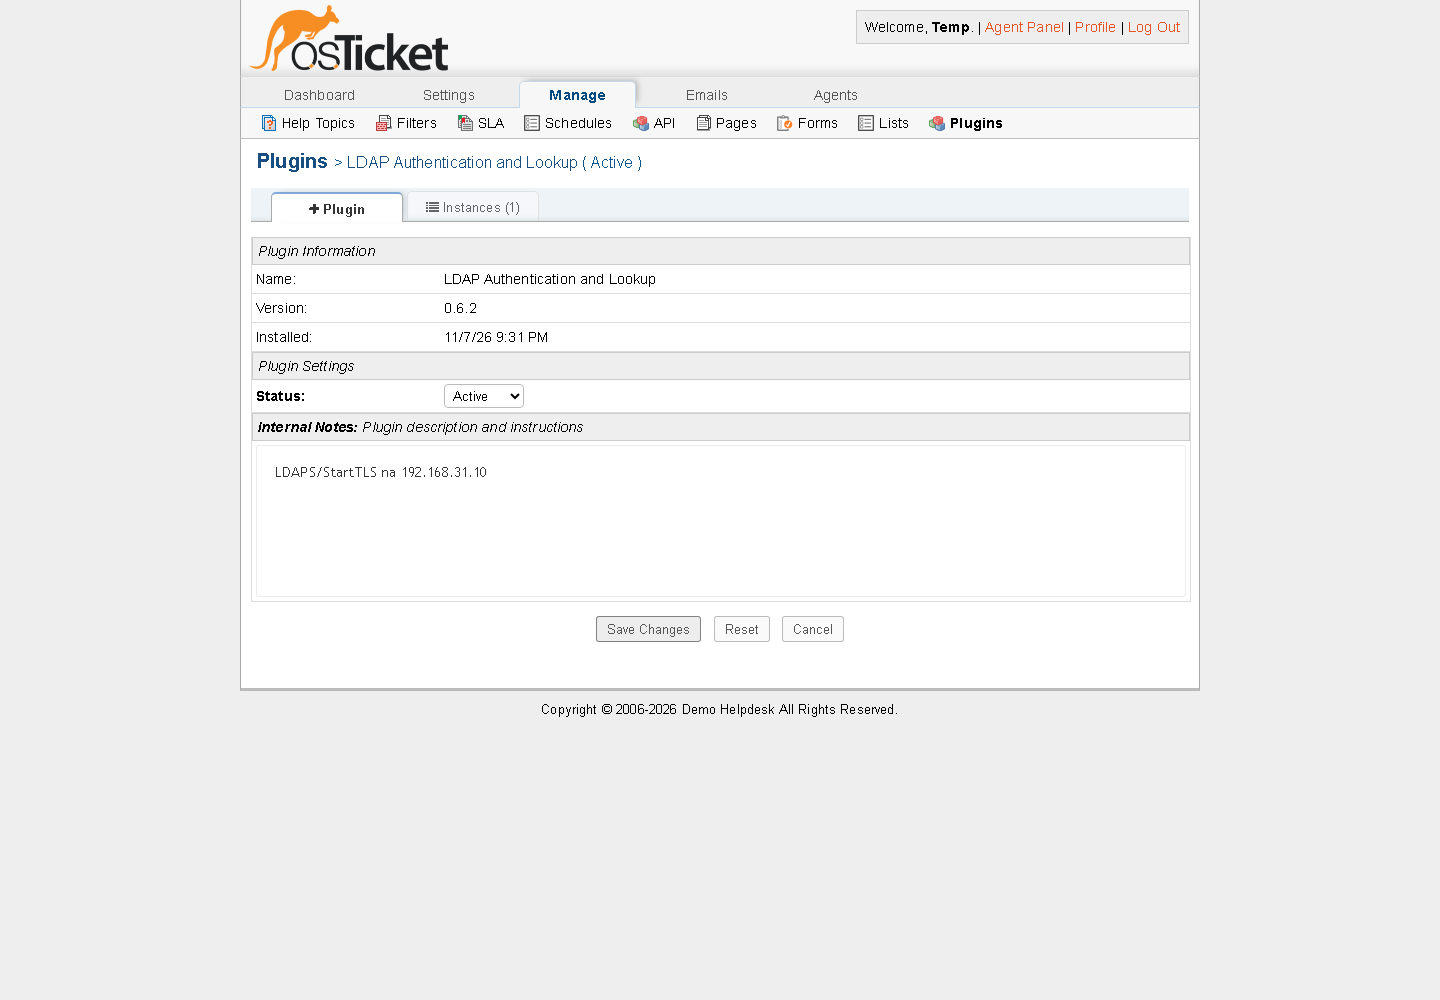 osTicket
Welcome, Temp. | Agent Panel | Profile | Log Out
Dashboard Settings Manage Emails Agents
Help Topics Filters SLA Schedules API Pages Forms Lists Plugins
Plugins > LDAP Authentication and Lookup ( Active )
Plugin Instances (1)
Plugin Information
Name: LDAP Authentication and Lookup
Version: 0.6.2
Installed: 11/7/26 9:31 PM
Plugin Settings
Status: Active
Internal Notes: Plugin description and instructions
LDAPS/StartTLS na 192.168.31.10
Save Changes Reset Cancel
Copyright © 2006-2026 Demo Helpdesk All Rights Reserved.